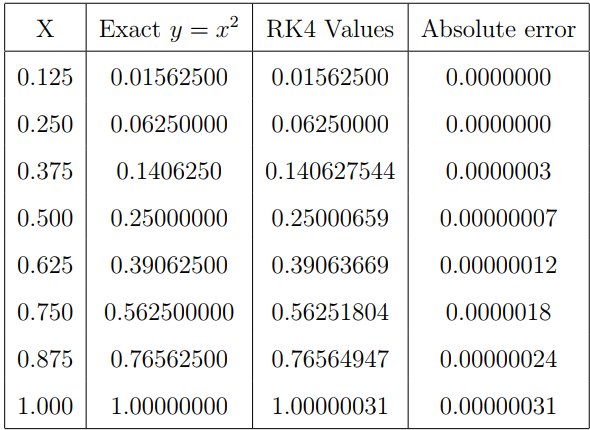 X Exact y = x² RK4 Values Absolute error
0.125 0.01562500 0.01562500 0.0000000
0.250 0.06250000 0.06250000 0.0000000
0.375 0.1406250 0.140627544 0.0000003
0.500 0.25000000 0.25000659 0.00000007
0.625 0.39062500 0.39063669 0.00000012
0.750 0.562500000 0.56251804 0.0000018
0.875 0.76562500 0.76564947 0.00000024
1.000 1.00000000 1.00000031 0.00000031